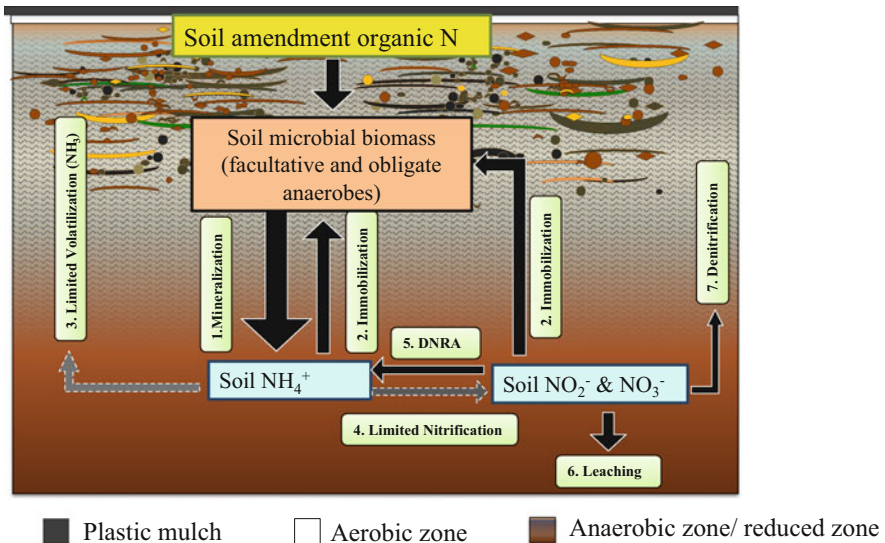 Soil amendment organic N
Soil microbial biomass
(facultative and obligate
anaerobes)
3. Limited Volatilization (NH₃)
1.Mineralization
2. Immobilization
2. Immobilization
7. Denitrification
5. DNRA
Soil NH₄⁺
Soil NO₂⁻ & NO₃⁻
4. Limited Nitrification
6. Leaching
Plastic mulch
Aerobic zone
Anaerobic zone/ reduced zone